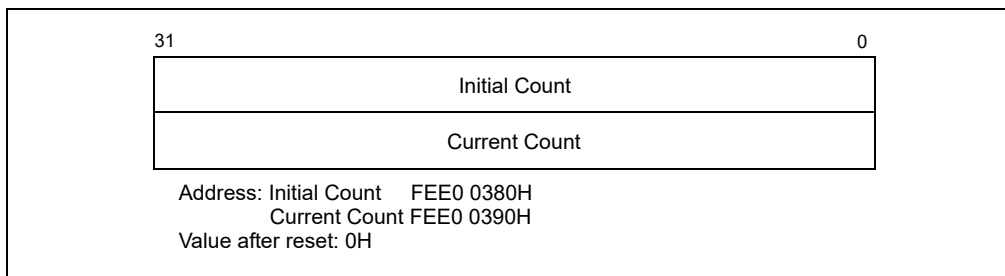 31 0
Initial Count
Current Count
Address: Initial Count FEE0 0380H
Current Count FEE0 0390H
Value after reset: 0H